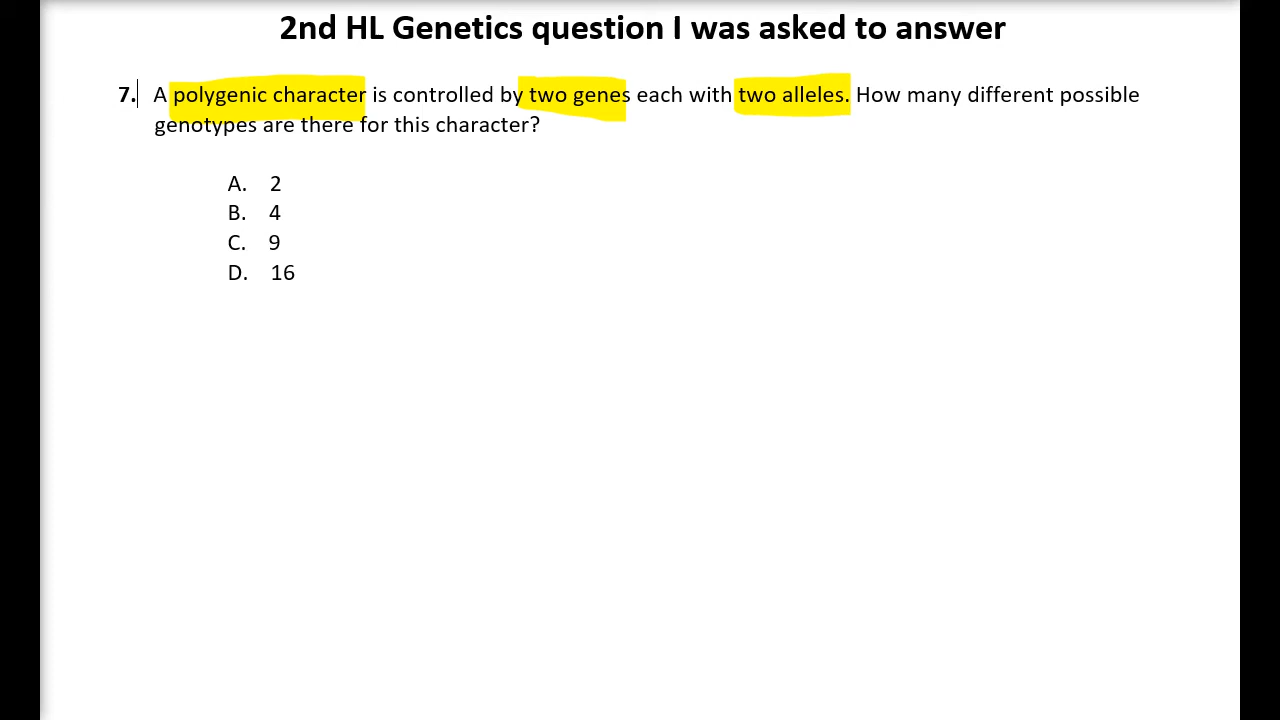 2nd HL Genetics question I was asked to answer
7. A polygenic character is controlled by two genes each with two alleles. How many different possible
genotypes are there for this character?
A. 2
B. 4
C. 9
D. 16